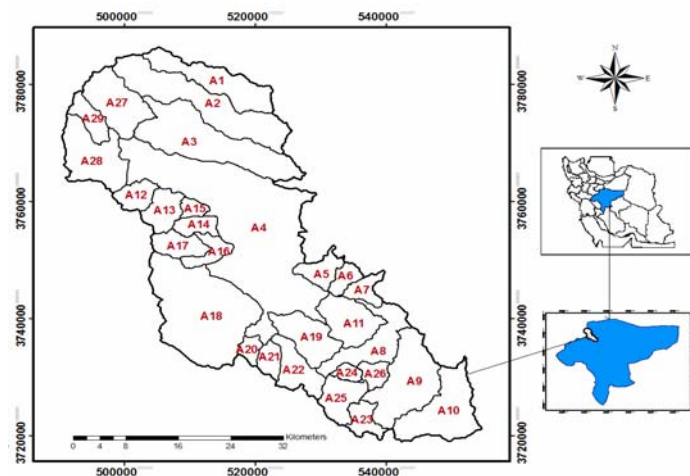 500000 520000 540000
N
W E
S
3780000 3780000
3760000 3760000
3740000 3740000
3720000 3720000
A1
A27
A2
A29
A3
A28
A12
A13
A15
A14
A4
A17
A16
A5
A6
A7
A18
A11
A19
A20
A21
A8
A22
A24
A26
A9
A25
A10
A23
Kilometers
0 2 4 8 16 24 32
500000 520000 540000